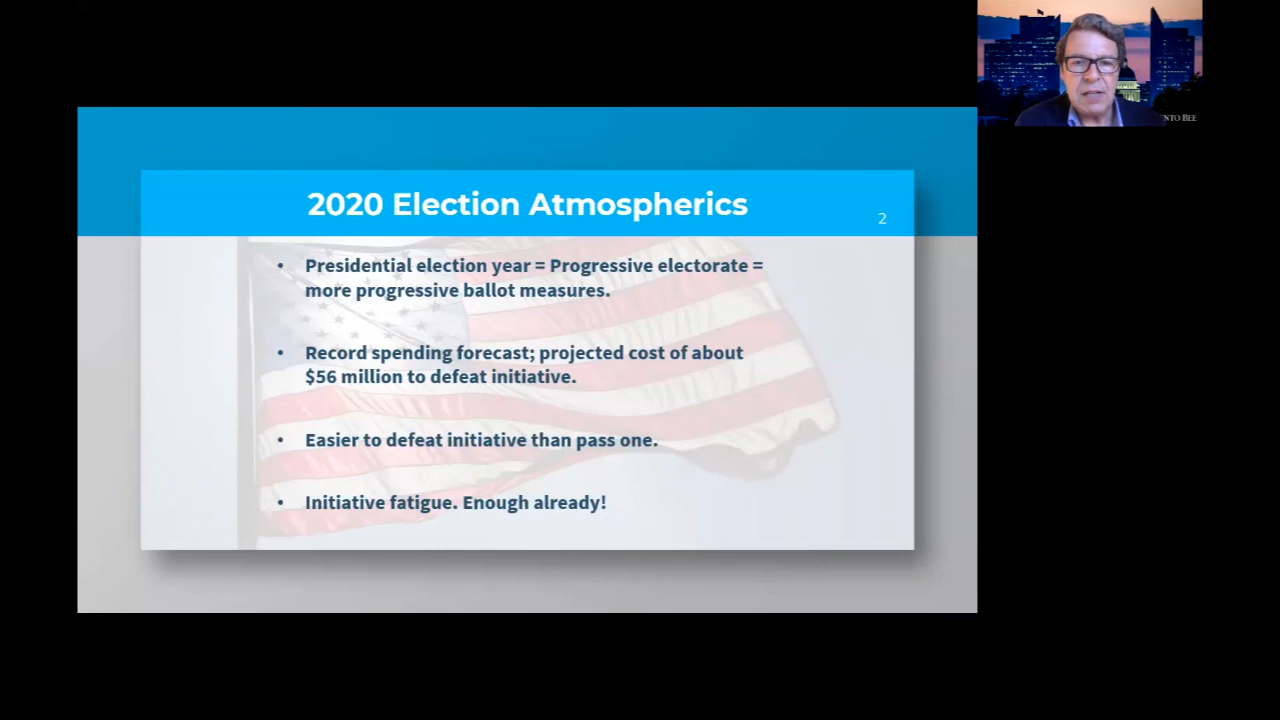 NTO BEE
2020 Election Atmospherics
2
• Presidential election year = Progressive electorate =
more progressive ballot measures.
• Record spending forecast; projected cost of about
$56 million to defeat initiative.
• Easier to defeat initiative than pass one.
• Initiative fatigue. Enough already!